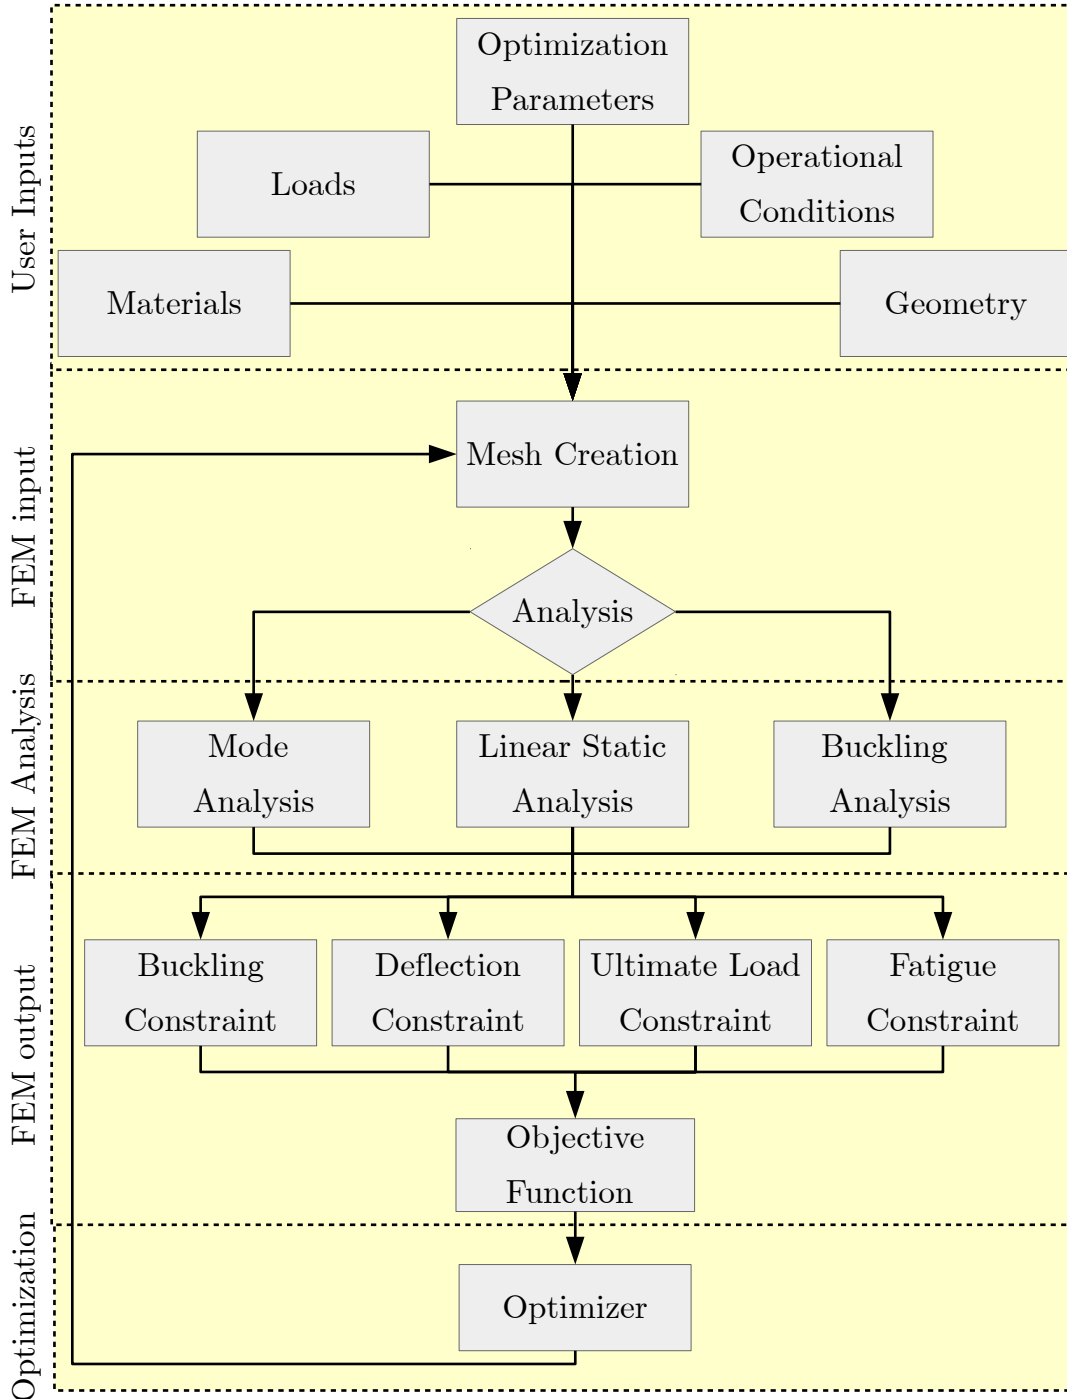 User Inputs
Optimization
Parameters
Loads
Operational
Conditions
Materials
Geometry
FEM input
Mesh Creation
Analysis
FEM Analysis
Mode
Analysis
Linear Static
Analysis
Buckling
Analysis
FEM output
Buckling
Constraint
Deflection
Constraint
Ultimate Load
Constraint
Fatigue
Constraint
Objective
Function
Optimization
Optimizer